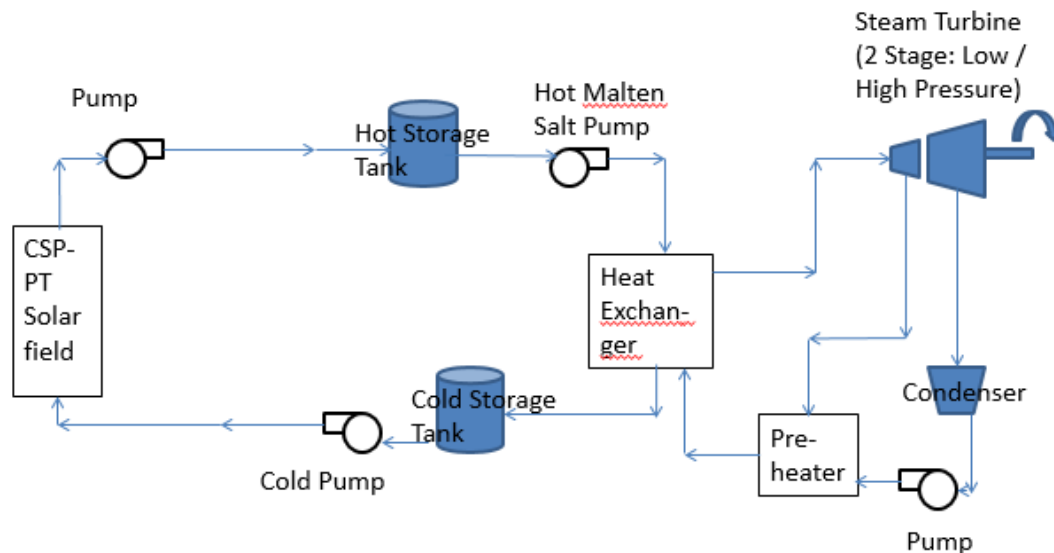 Steam Turbine
(2 Stage: Low /
High Pressure)
Pump
Hot Malten
Salt Pump
Hot Storage
Tank
CSP-
PT
Solar
field
Heat
Exchan-
ger
Cold Storage
Tank
Condenser
Pre-
heater
Cold Pump
Pump